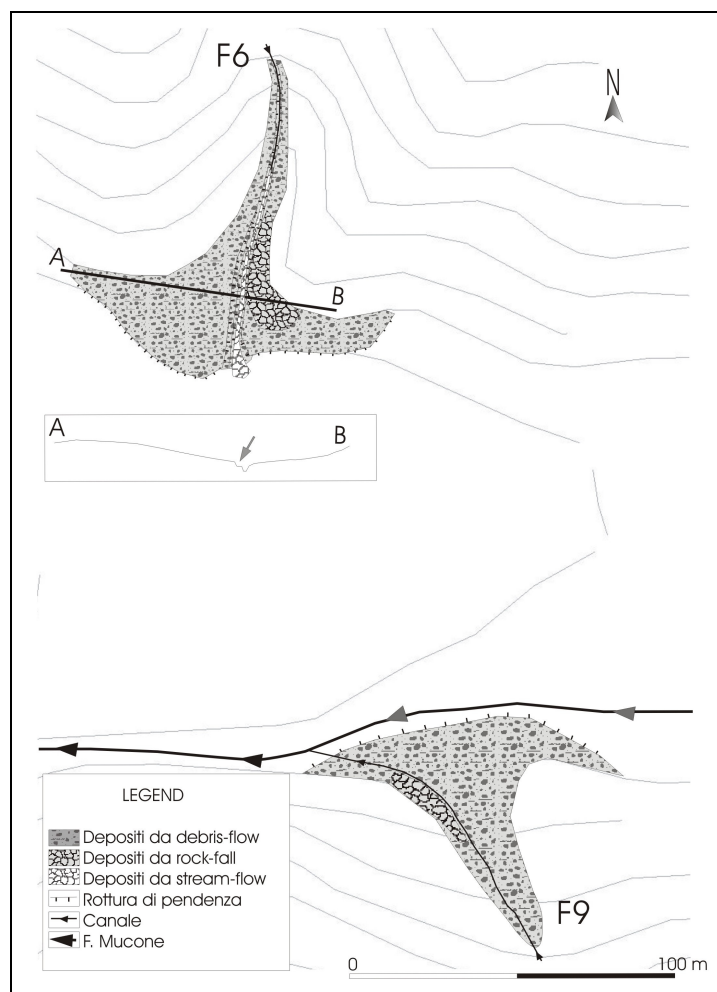 F6
N
A
B
A
B
LEGEND
Depositi da debris-flow
Depositi da rock-fall
Depositi da stream-flow
Rottura di pendenza
Canale
F. Mucone
F9
0
100 m